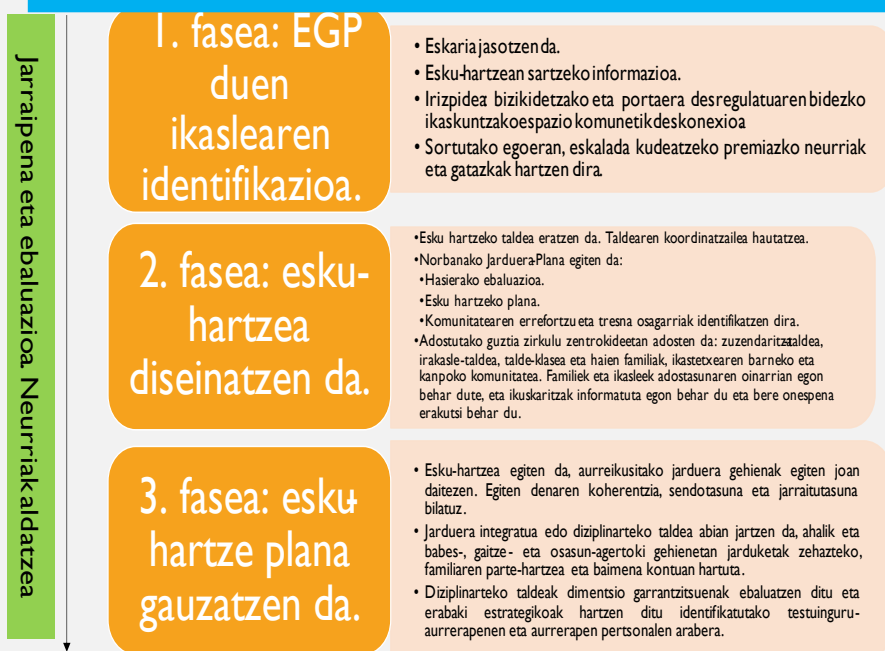 Jarraipena eta ebaluazioa. Neurriak aldatzea
1. fasea: EGP
duen
ikaslearen
identifikazioa.
• Eskaria jasotzen da.
• Esku-hartzean sartzeko informazioa.
• Irizpidea: bizikidetzako eta portaera desregulatuaren bidezko
ikaskuntzako espazio komunetik deskonexioa.
• Sortutako egoeran, eskalada kudeatzeko premiazko neurriak
eta gatazkak hartzen dira.
2. fasea: esku-
hartzea
diseinatzen da.
•Esku hartzeko taldea eratzen da. Taldearen koordinatzailea hautatzea.
•Norbanako Jarduera-Plana egiten da:
•Hasierako ebaluazioa.
•Esku hartzeko plana.
•Komunitatearen errefortzu eta tresna osagarriak identifikatzen dira.
•Adostutako guztia zirkulu zentrokideetan adosten da: zuzendaritza-taldea,
irakasle-taldea, talde-klasea eta haien familiak, ikastetxearen barneko eta
kanpoko komunitatea. Familiek eta ikasleek adostasunaren oinarrian egon
behar dute, eta ikuskaritzak informatuta egon behar du eta bere onespena
erakutsi behar du.
3. fasea: esku-
hartze plana
gauzatzen da.
• Esku-hartzea egiten da, aurreikusitako jarduera gehienak egiten joan
daitezen. Egiten denaren koherentzia, sendotasuna eta jarraitutasuna
bilatuz.
• Jarduera integratua edo diziplinarteko taldea abian jartzen da, ahalik eta
babes-, gaitze- eta osasun-agertoki gehienetan jarduketak zehazteko,
familiaren parte-hartzea eta baimena kontuan hartuta.
• Diziplinarteko taldeak dimentsio garrantzitsuenak ebaluatzen ditu eta
erabaki estrategikoak hartzen ditu identifikatutako testuinguru-
aurrerapenen eta aurrerapen pertsonalen arabera.